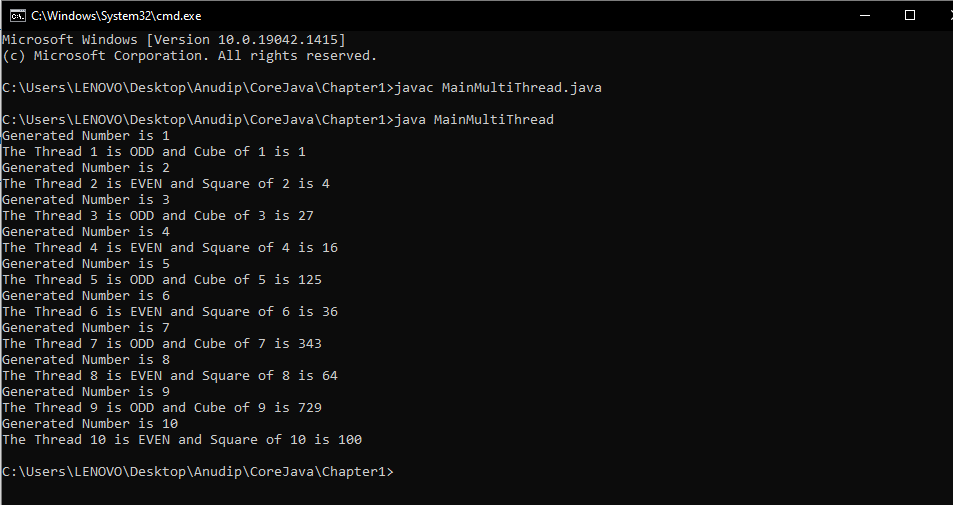 C:\Windows\System32\cmd.exe
Microsoft Windows [Version 10.0.19042.1415]
(c) Microsoft Corporation. All rights reserved.
C:\Users\LENOVO\Desktop\Anudip\CoreJava\Chapter1>javac MainMultiThread.java
C:\Users\LENOVO\Desktop\Anudip\CoreJava\Chapter1>java MainMultiThread
Generated Number is 1
The Thread 1 is ODD and Cube of 1 is 1
Generated Number is 2
The Thread 2 is EVEN and Square of 2 is 4
Generated Number is 3
The Thread 3 is ODD and Cube of 3 is 27
Generated Number is 4
The Thread 4 is EVEN and Square of 4 is 16
Generated Number is 5
The Thread 5 is ODD and Cube of 5 is 125
Generated Number is 6
The Thread 6 is EVEN and Square of 6 is 36
Generated Number is 7
The Thread 7 is ODD and Cube of 7 is 343
Generated Number is 8
The Thread 8 is EVEN and Square of 8 is 64
Generated Number is 9
The Thread 9 is ODD and Cube of 9 is 729
Generated Number is 10
The Thread 10 is EVEN and Square of 10 is 100
C:\Users\LENOVO\Desktop\Anudip\CoreJava\Chapter1>